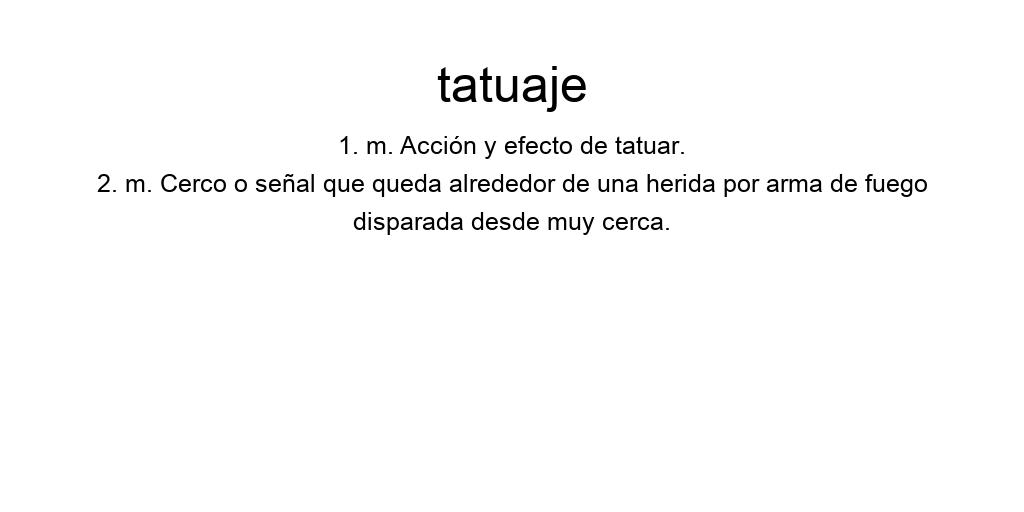 tatuaje
1. m. Acción y efecto de tatuar.
2. m. Cerco o señal que queda alrededor de una herida por arma de fuego
disparada desde muy cerca.